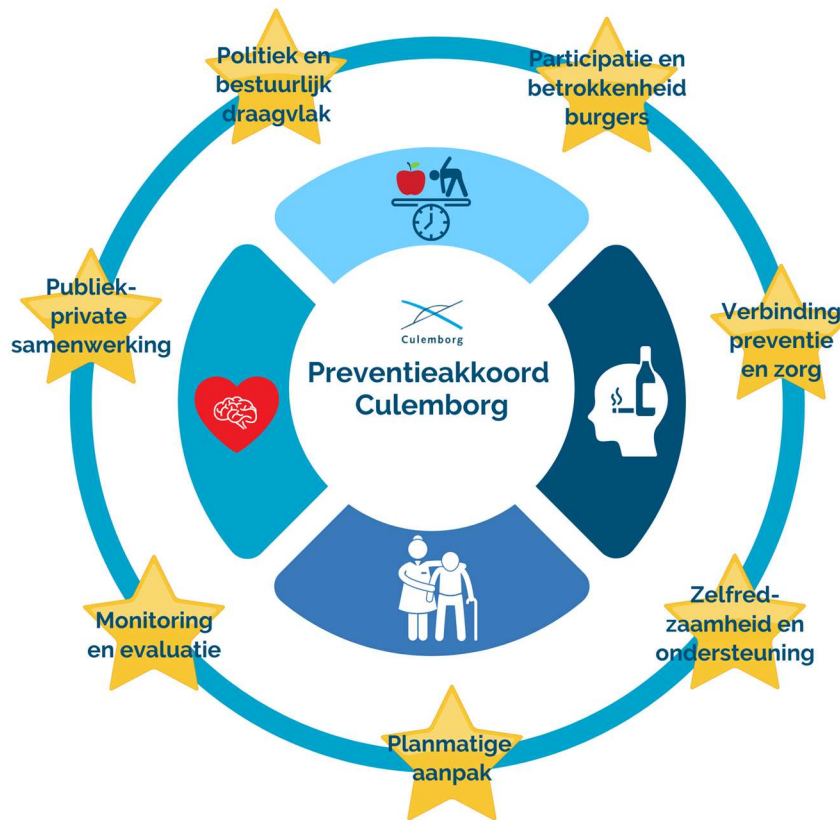 Politiek en
bestuurlijk
draagvlak
Participatie en
betrokkenheid
burgers
Publiek-
private
samenwerking
Culemborg
Preventieakkoord
Culemborg
Verbinding
preventie
en zorg
Monitoring
en evaluatie
Zelfred-
zaamheid en
ondersteuning
Planmatige
aanpak